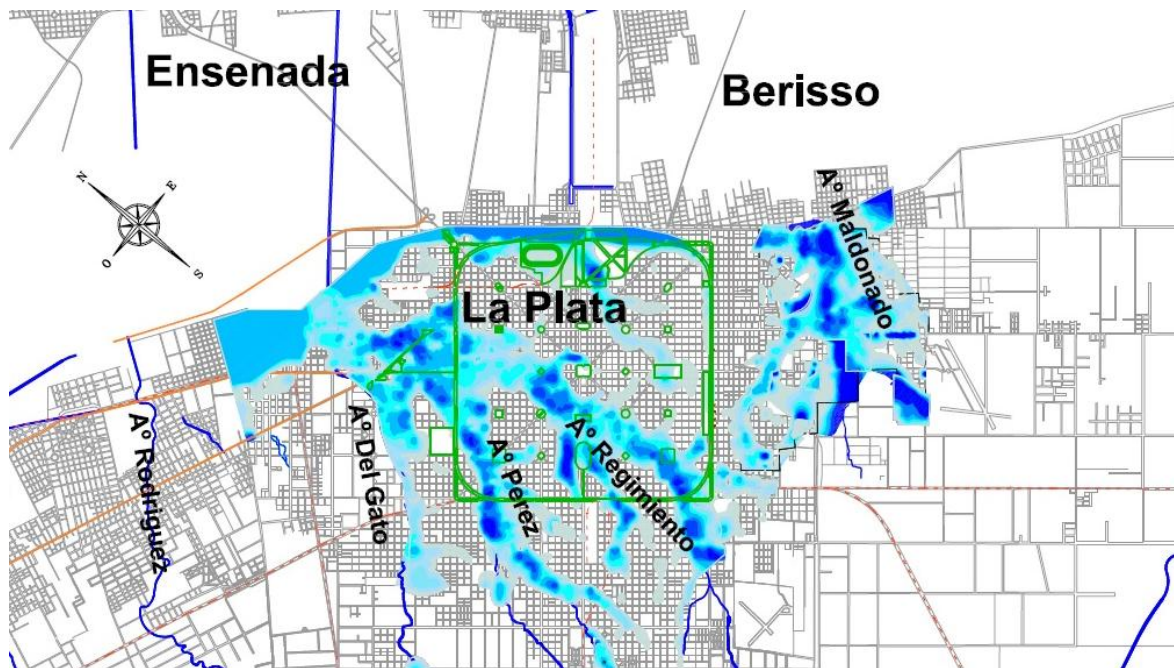 Ensenada
Berisso
N
E
O
S
Aº Maldonado
La Plata
Aº Rodriguez
Aº Del Gato
Aº Perez
Aº Regimiento